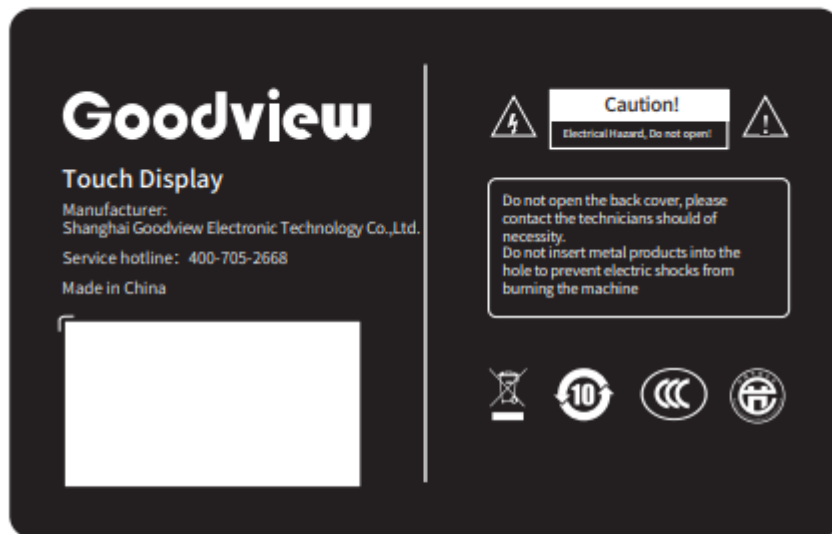 Goodview
Touch Display
Manufacturer:
Shanghai Goodview Electronic Technology Co.,Ltd.
Service hotline：400-705-2668
Made in China
Caution!
Electrical Hazard, Do not open!
Do not open the back cover, please
contact the technicians should of
necessity.
Do not insert metal products into the
hole to prevent electric shocks from
burning the machine
10
CCC